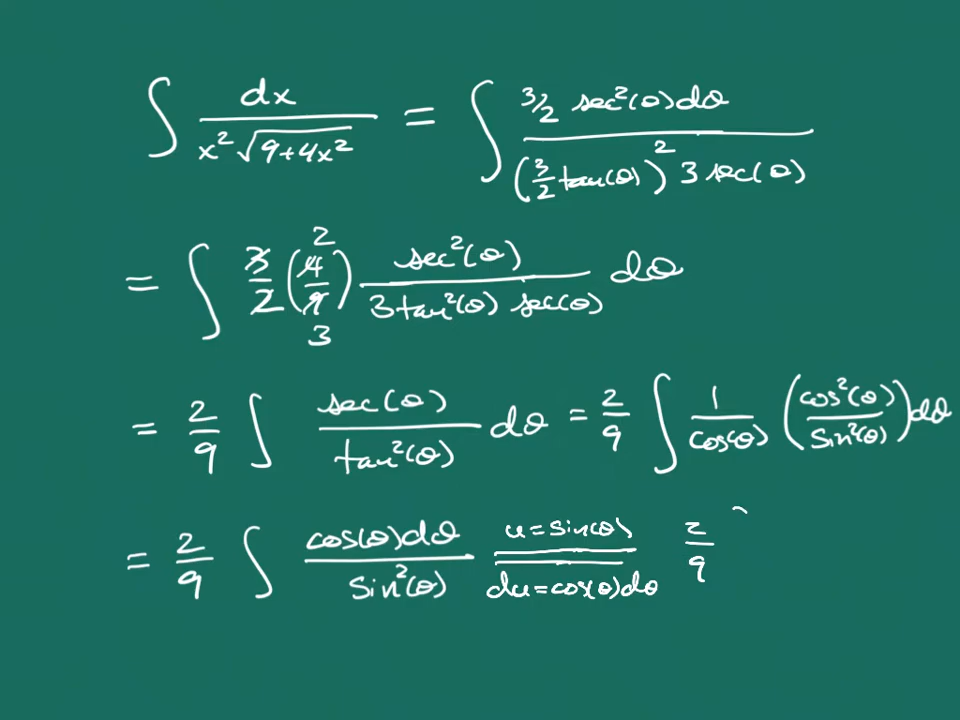 ∫ dx / (x² √(9+4x²)) = ∫ (3/2 sec²(θ)dθ) / ((3/2 tan(θ))² 3 sec(θ))
= ∫ 3/2 (4/9) 2 3 sec²(θ) / (3tan²(θ) sec(θ)) dθ
= 2/9 ∫ sec(θ) / tan²(θ) dθ = 2/9 ∫ 1/cos(θ) (cos²(θ)/sin²(θ)) dθ
= 2/9 ∫ cos(θ)dθ / sin²(θ) u=sin(θ) du=cos(θ)dθ 2/9